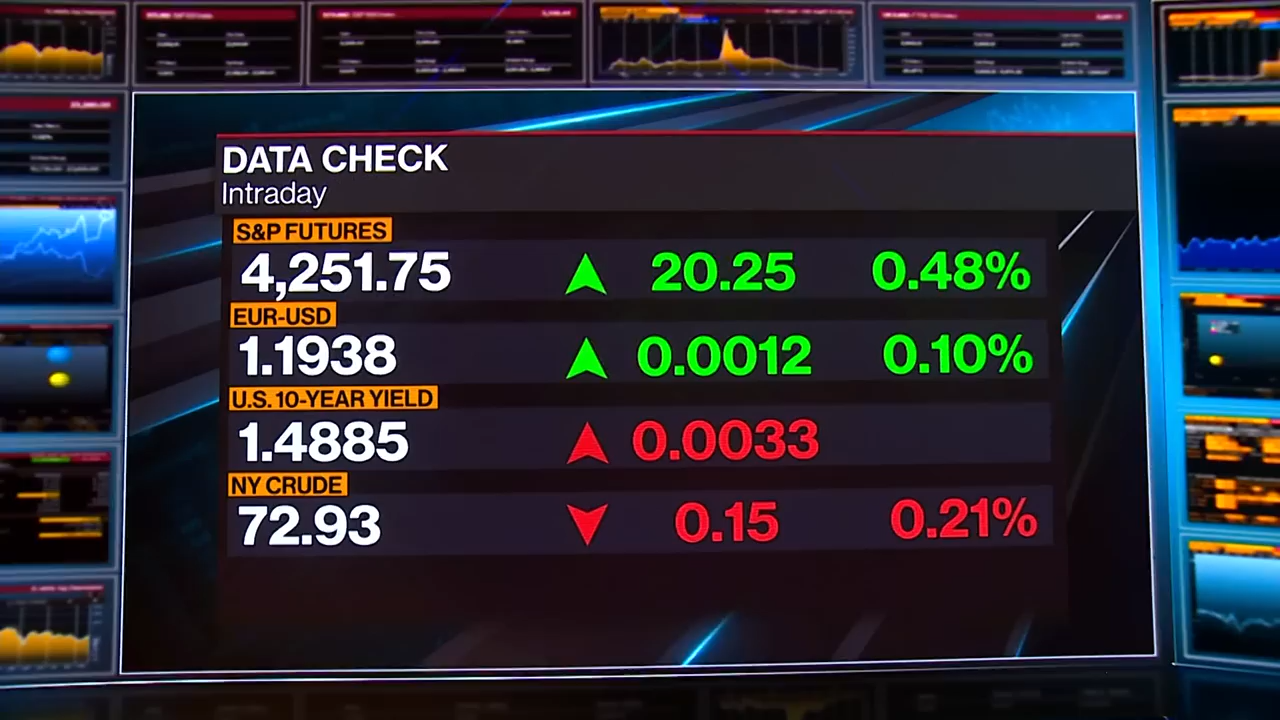 DATA CHECK
Intraday
S&P FUTURES
4,251.75 ▲ 20.25 0.48%
EUR-USD
1.1938 ▲ 0.0012 0.10%
U.S. 10-YEAR YIELD
1.4885 ▲ 0.0033
NY CRUDE
72.93 ▼ 0.15 0.21%